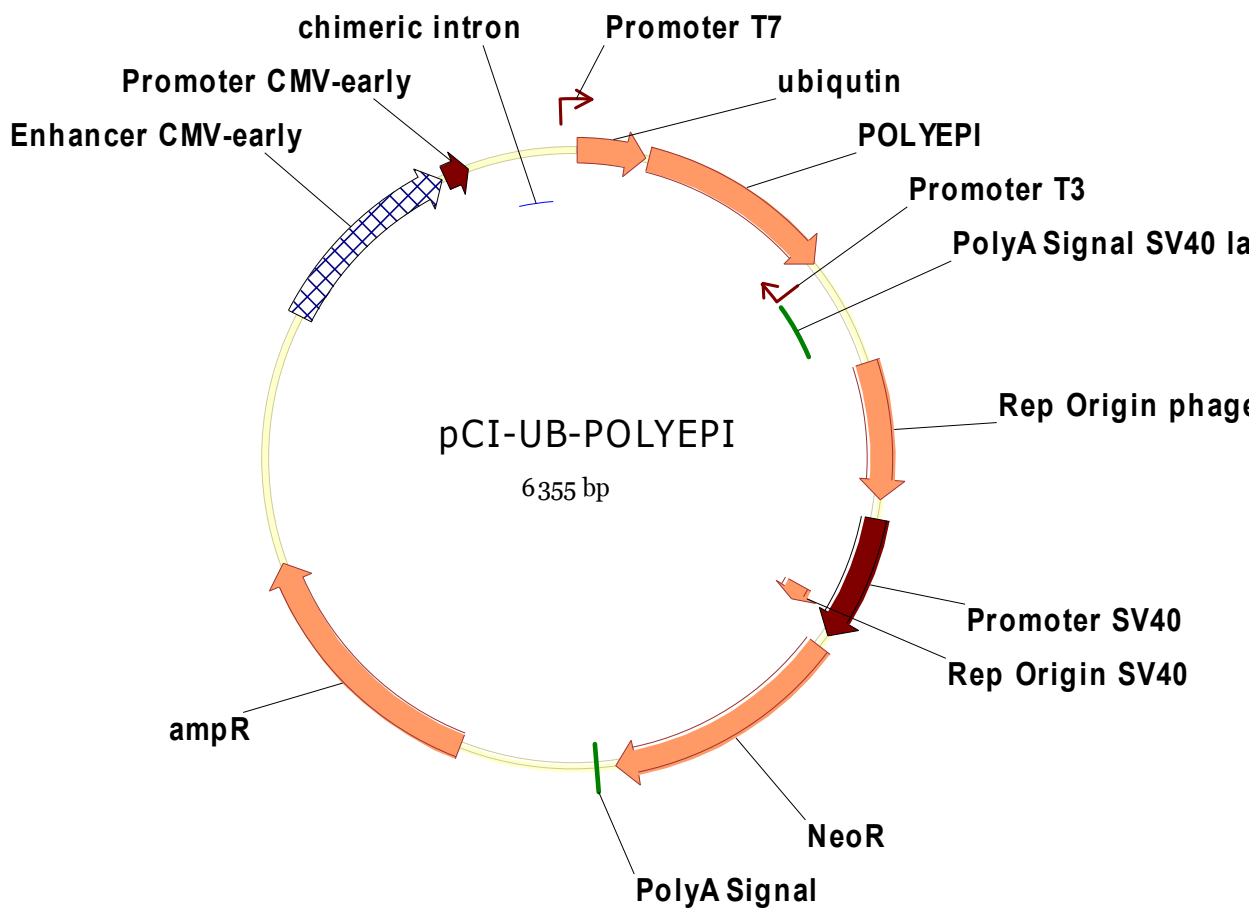 chimeric intron
Promoter T7
Promoter CMV-early
ubiqutin
Enhancer CMV-early
POLYEPI
Promoter T3
PolyA Signal SV40 la
Rep Origin phage
pCI-UB-POLYEPI
6355 bp
Promoter SV40
Rep Origin SV40
ampR
NeoR
PolyA Signal